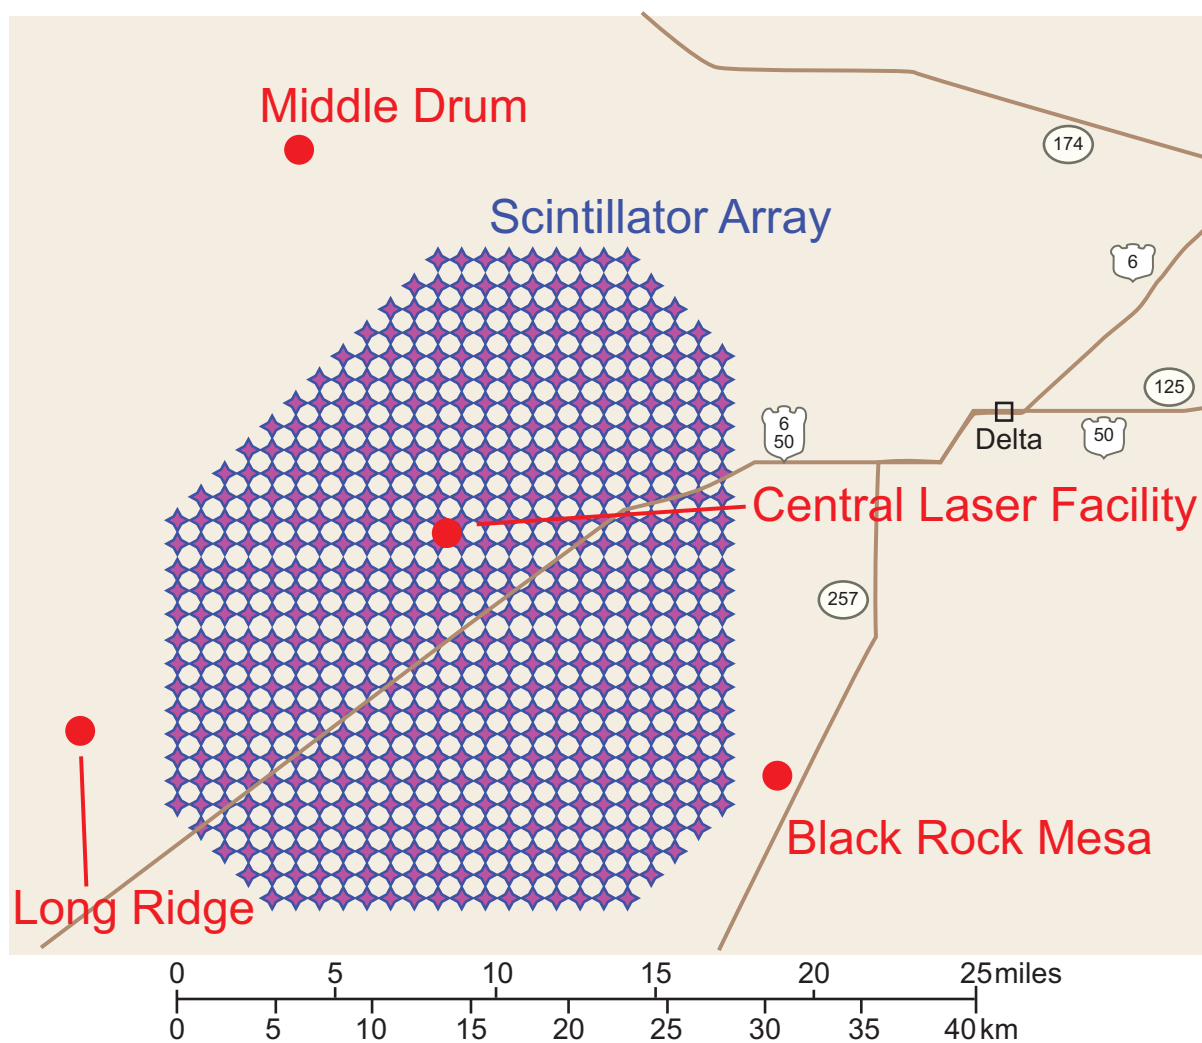 Middle Drum
174
Scintillator Array
6
125
6
50
Delta
50
Central Laser Facility
257
Black Rock Mesa
Long Ridge
0 5 10 15 20 25 miles
0 5 10 15 20 25 30 35 40 km